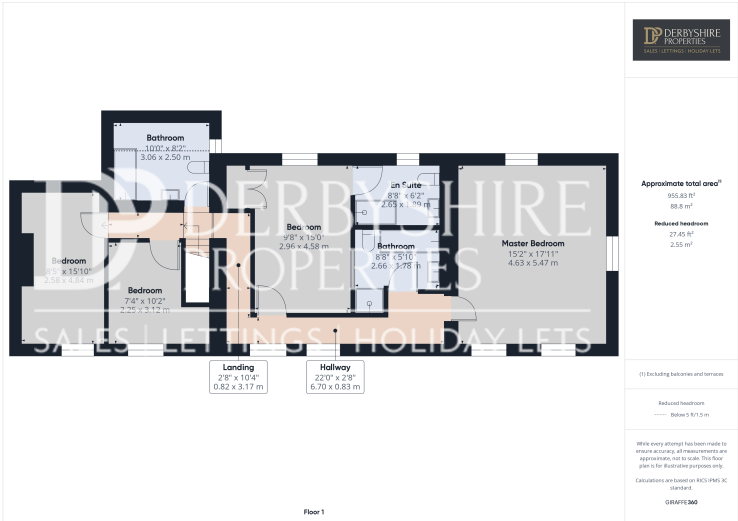 DERBYSHIRE
PROPERTIES
SALES | LETTINGS | HOLIDAY LETS
Bathroom
10'0" x 8'2"
3.06 x 2.50 m
En Suite
8'8" x 6'2"
2.65 x 1.89 m
Bedroom
9'8" x 15'0"
2.96 x 4.58 m
Bathroom
8'8" x 5'10"
2.66 x 1.78 m
Master Bedroom
15'2" x 17'11"
4.63 x 5.47 m
Bedroom
8'5" x 15'10"
2.58 x 4.84 m
Bedroom
7'4" x 10'2"
2.25 x 3.12 m
DERBYSHIRE
PROPERTIES
SALES | LETTINGS | HOLIDAY LETS
Landing
2'8" x 10'4"
0.82 x 3.17 m
Hallway
22'0" x 2'8"
6.70 x 0.83 m
Floor 1
Approximate total area(1)
955.83 ft²
88.8 m²
Reduced headroom
27.45 ft²
2.55 m²
(1) Excluding balconies and terraces
Reduced headroom
----- Below 5 ft/1.5 m
While every attempt has been made to
ensure accuracy, all measurements are
approximate, not to scale. This floor
plan is for illustrative purposes only.
Calculations are based on RICS IPMS 3C
standard.
GIRAFFE360